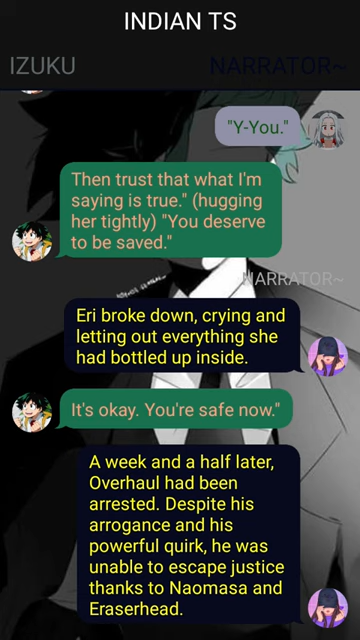 INDIAN TS
IZUKU
NARRATOR~
"Y-You."
Then trust that what I'm
saying is true." (hugging
her tightly) "You deserve
to be saved."
NARRATOR~
Eri broke down, crying and
letting out everything she
had bottled up inside.
It's okay. You're safe now."
A week and a half later,
Overhaul had been
arrested. Despite his
arrogance and his
powerful quirk, he was
unable to escape justice
thanks to Naomasa and
Eraserhead.